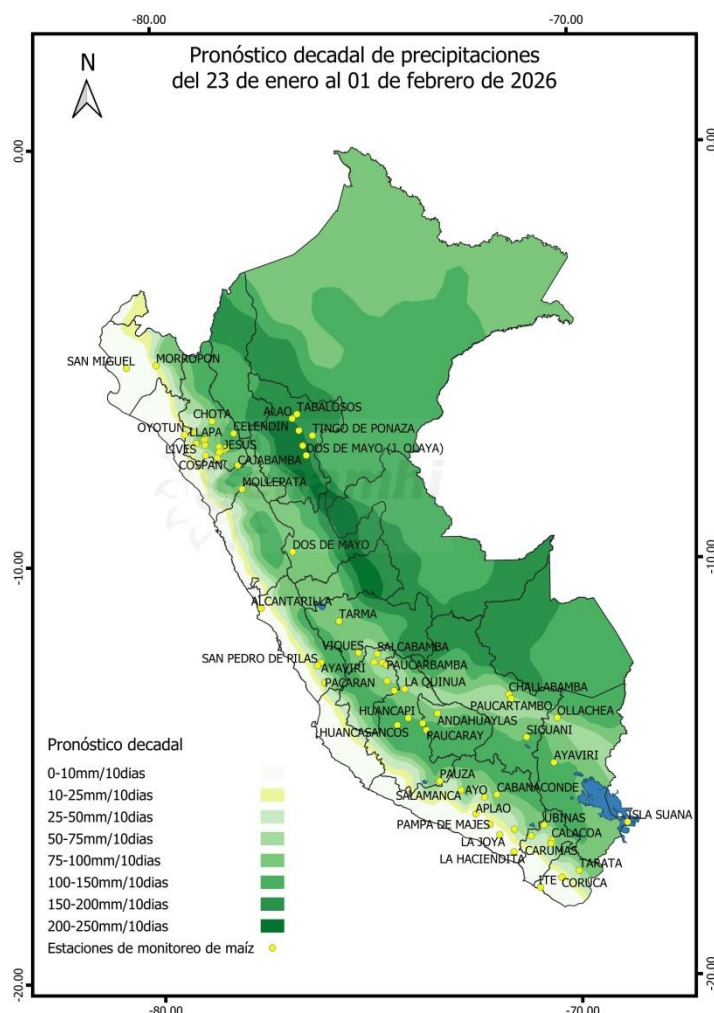 -80.00
-70.00
Pronóstico decadal de precipitaciones
del 23 de enero al 01 de febrero de 2026
N
0.00
0.00
SAN MIGUEL
MORROPON
CHOTA
ALAO
TABALOSOS
OYOTUN
LLAPA
CELENDIN
TINGO DE PONAZA
LIVES
JESUS
DOS DE MAYO (J. OLAYA)
COSPAN
CAJABAMBA
MOLLEPATA
DOS DE MAYO
-10.00
-10.00
ALCANTARILLA
TARMA
VIQUES
SALCABAMBA
SAN PEDRO DE PILAS
AYAVIRI
PAUCARBAMBA
PACARAN
LA QUINUA
CHALLABAMBA
PAUCARTAMBO
HUANCAPI
OLLACHEA
ANDAHUAYLAS
HUANCASANCOS
PAUCARAY
SICUANI
AYAVIRI
Pronóstico decadal
PAUZA
0-10mm/10dias
SALAMANCA
AYO
CABANACONDE
10-25mm/10dias
APLAO
ISLA SUANA
25-50mm/10dias
PAMPA DE MAJES
UBINAS
50-75mm/10dias
LA JOYA
CALACOA
75-100mm/10dias
LA HACIENDITA
CARUMAS
100-150mm/10dias
TARATA
150-200mm/10dias
ITE
CORUCA
200-250mm/10dias
Estaciones de monitoreo de maíz
-20.00
-20.00
-80.00
-70.00